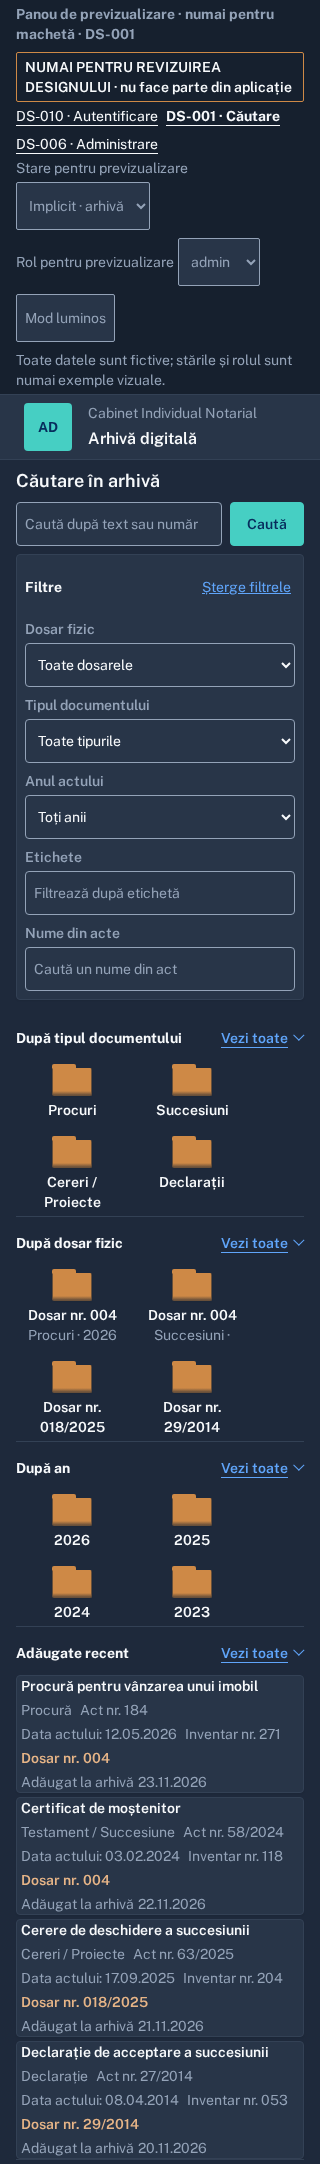 Panou de previzualizare · numai pentru
machetă · DS-001
NUMAI PENTRU REVIZUIREA
DESIGNULUI · nu face parte din aplicație
DS-010 · Autentificare DS-001 · Căutare
DS-006 · Administrare
Stare pentru previzualizare
Implicit · arhivă
Rol pentru previzualizare admin
Mod luminos
Toate datele sunt fictive; stările și rolul sunt
numai exemple vizuale.
AD
Cabinet Individual Notarial
Arhivă digitală
Căutare în arhivă
Caută după text sau număr Caută
Filtre Șterge filtrele
Dosar fizic
Toate dosarele
Tipul documentului
Toate tipurile
Anul actului
Toți anii
Etichete
Filtrează după etichetă
Nume din acte
Caută un nume din act
După tipul documentului Vezi toate
Procuri Succesiuni
Cereri / Declarații
Proiecte
După dosar fizic Vezi toate
Dosar nr. 004 Dosar nr. 004
Procuri · 2026 Succesiuni ·
Dosar nr. Dosar nr.
018/2025 29/2014
După an Vezi toate
2026 2025
2024 2023
Adăugate recent Vezi toate
Procură pentru vânzarea unui imobil
Procură Act nr. 184
Data actului: 12.05.2026 Inventar nr. 271
Dosar nr. 004
Adăugat la arhivă 23.11.2026
Certificat de moștenitor
Testament / Succesiune Act nr. 58/2024
Data actului: 03.02.2024 Inventar nr. 118
Dosar nr. 004
Adăugat la arhivă 22.11.2026
Cerere de deschidere a succesiunii
Cereri / Proiecte Act nr. 63/2025
Data actului: 17.09.2025 Inventar nr. 204
Dosar nr. 018/2025
Adăugat la arhivă 21.11.2026
Declarație de acceptare a succesiunii
Declarație Act nr. 27/2014
Data actului: 08.04.2014 Inventar nr. 053
Dosar nr. 29/2014
Adăugat la arhivă 20.11.2026